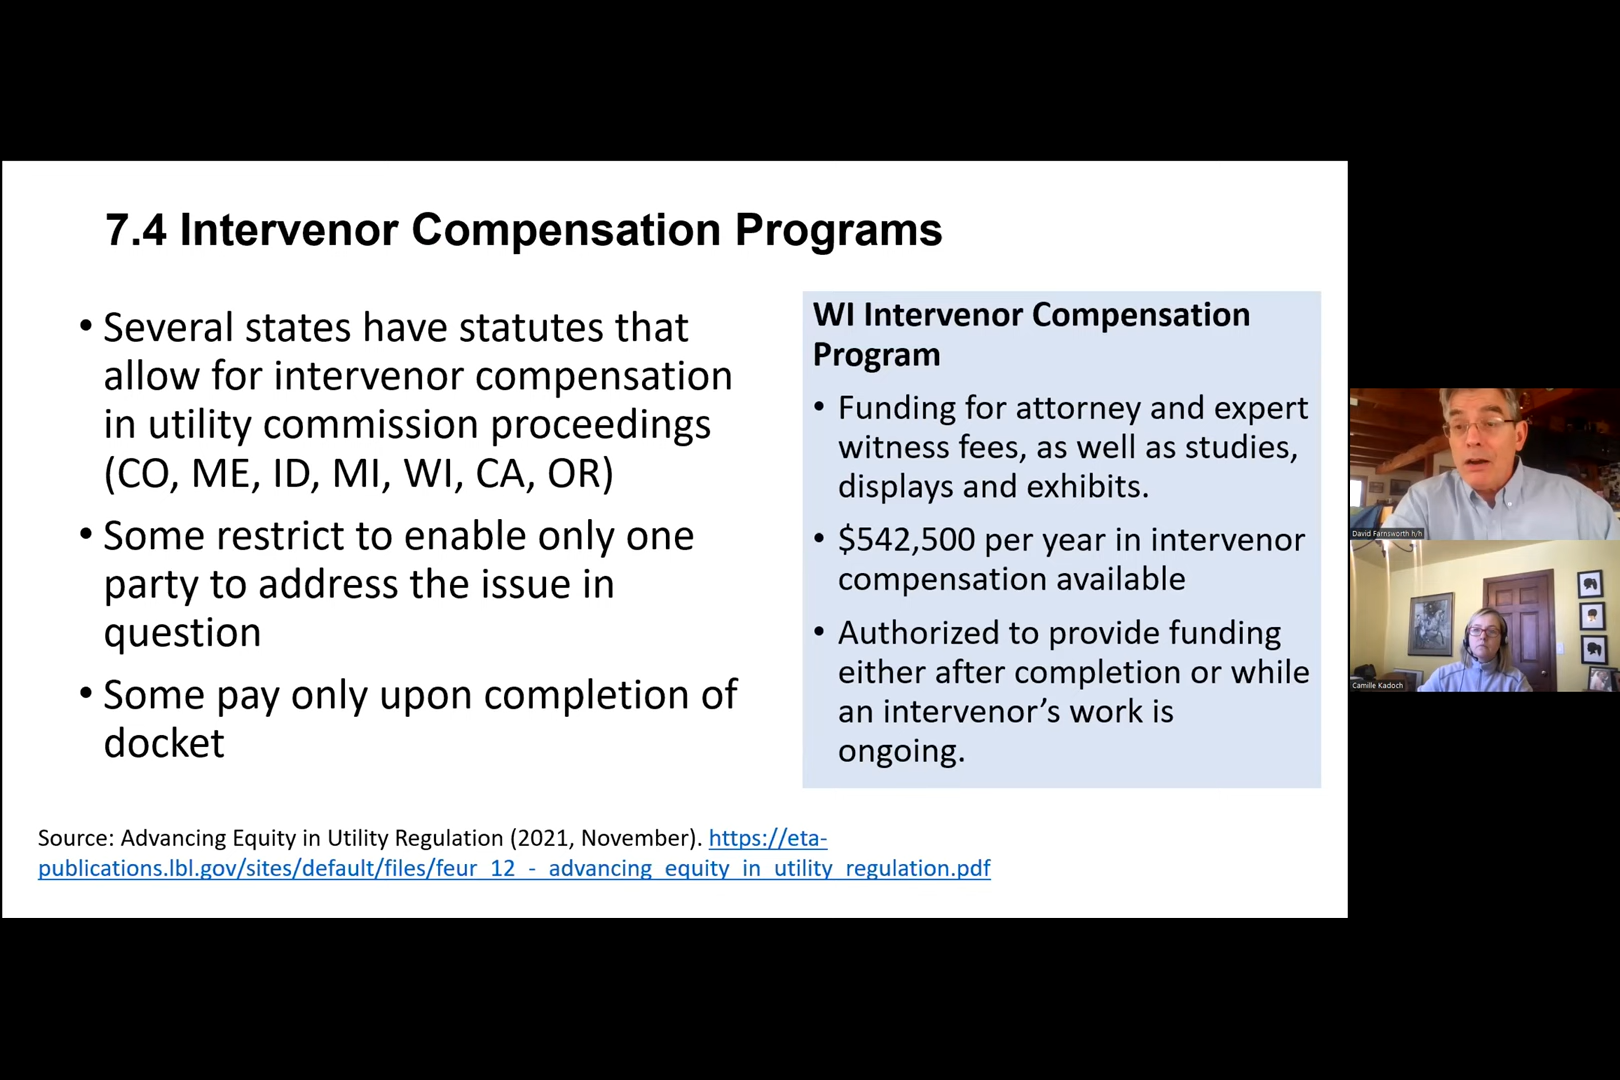 7.4 Intervenor Compensation Programs
• Several states have statutes that
allow for intervenor compensation
in utility commission proceedings
(CO, ME, ID, MI, WI, CA, OR)
• Some restrict to enable only one
party to address the issue in
question
• Some pay only upon completion of
docket
WI Intervenor Compensation
Program
• Funding for attorney and expert
witness fees, as well as studies,
displays and exhibits.
• $542,500 per year in intervenor
compensation available
• Authorized to provide funding
either after completion or while
an intervenor’s work is
ongoing.
Source: Advancing Equity in Utility Regulation (2021, November). https://eta-
publications.lbl.gov/sites/default/files/feur_12_-_advancing_equity_in_utility_regulation.pdf
David Farnsworth h/h
Camille Kadoch